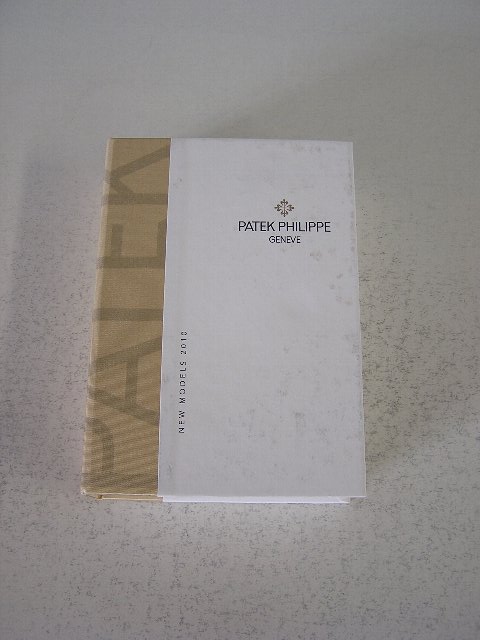 PATEK
PATEK PHILIPPE
GENEVE
NEW MODELS 2010